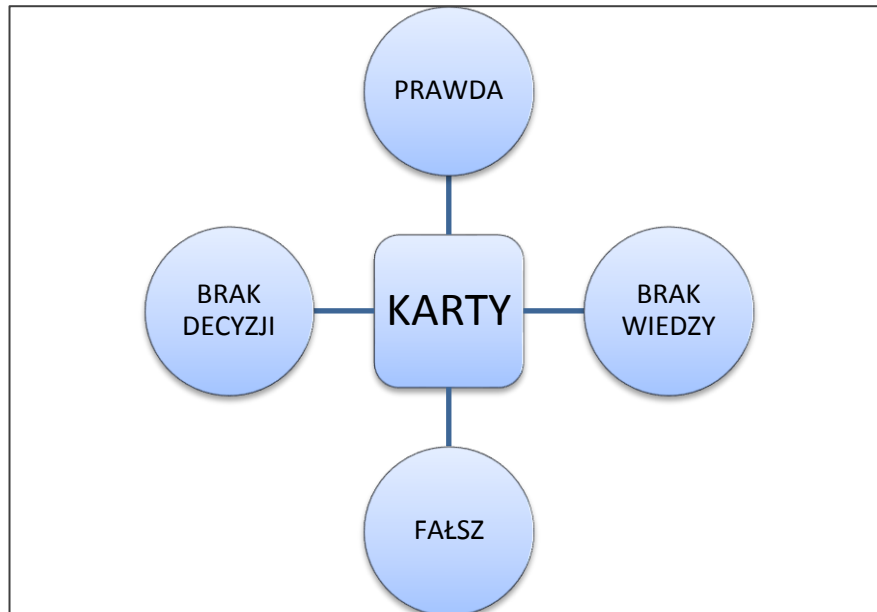 PRAWDA
BRAK
DECYZJI
KARTY
BRAK
WIEDZY
FAŁSZ